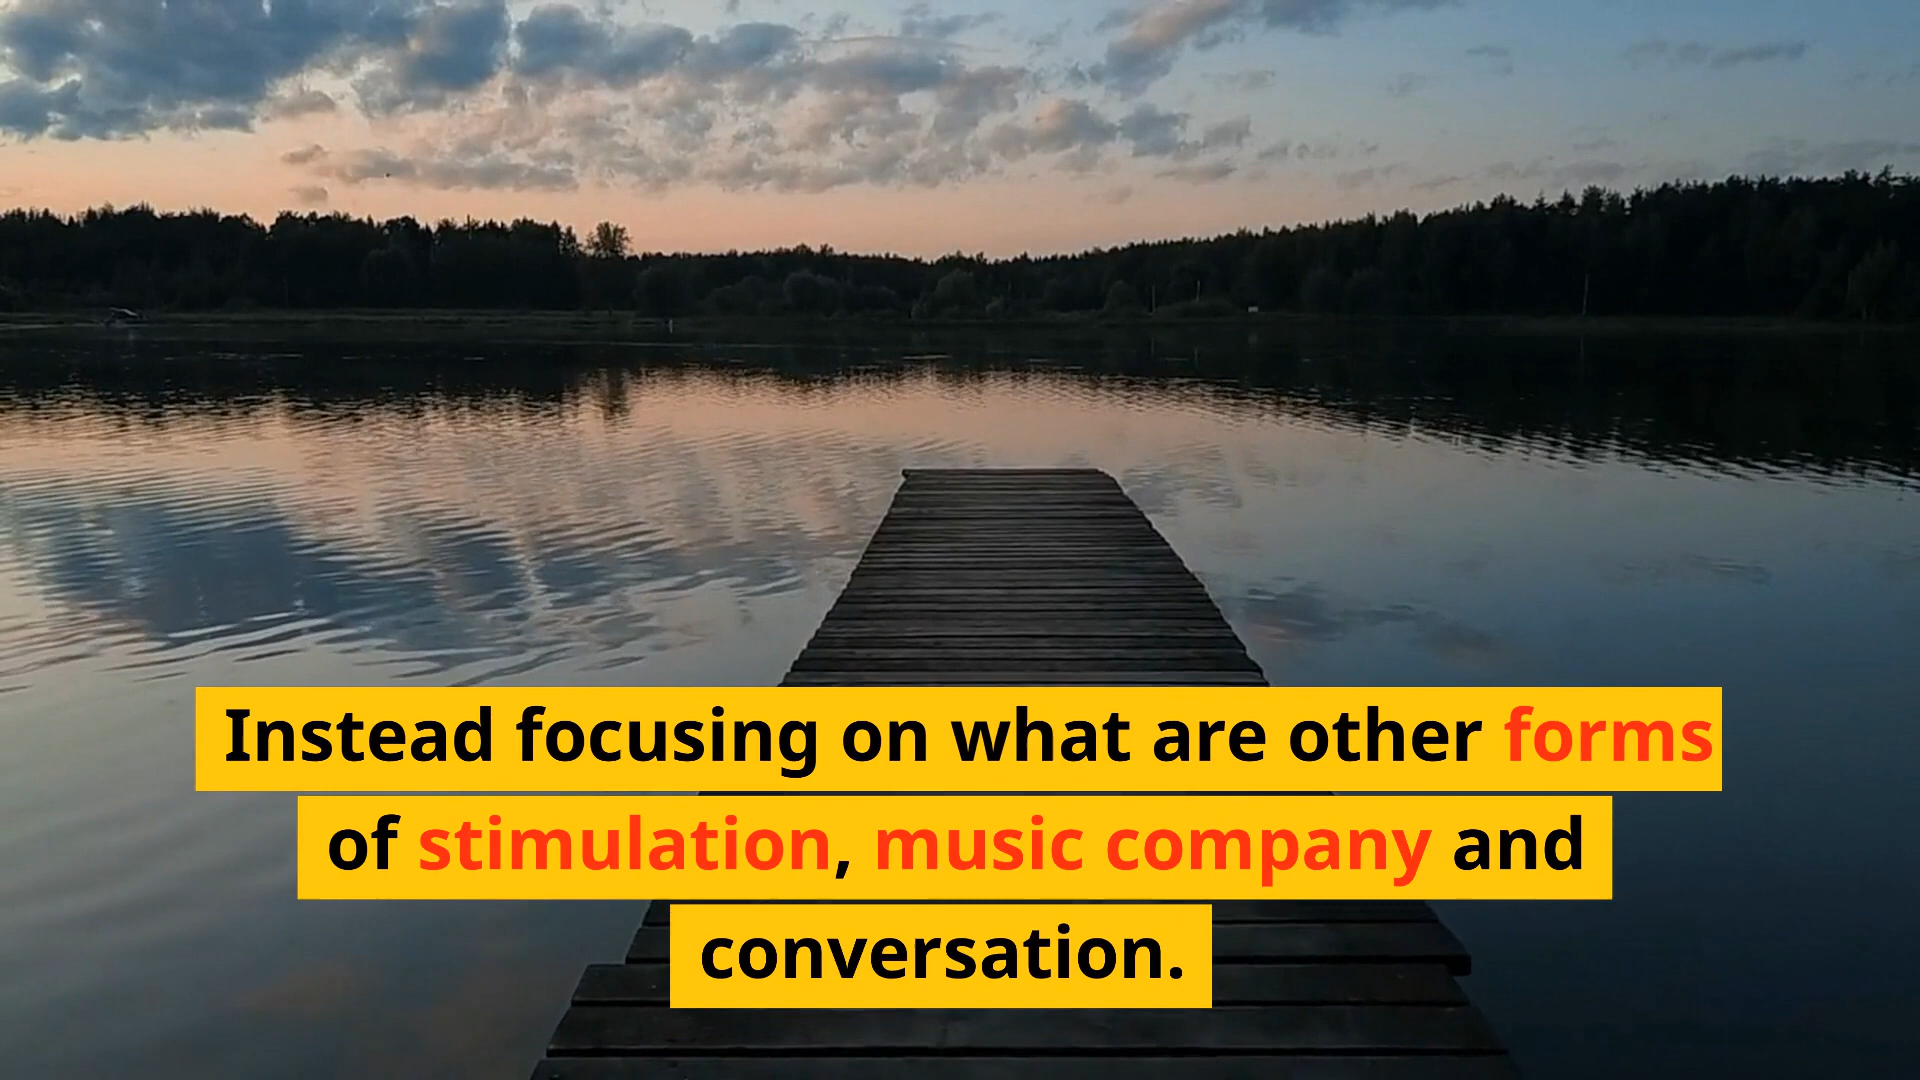 Instead focusing on what are other forms
of stimulation, music company and
conversation.